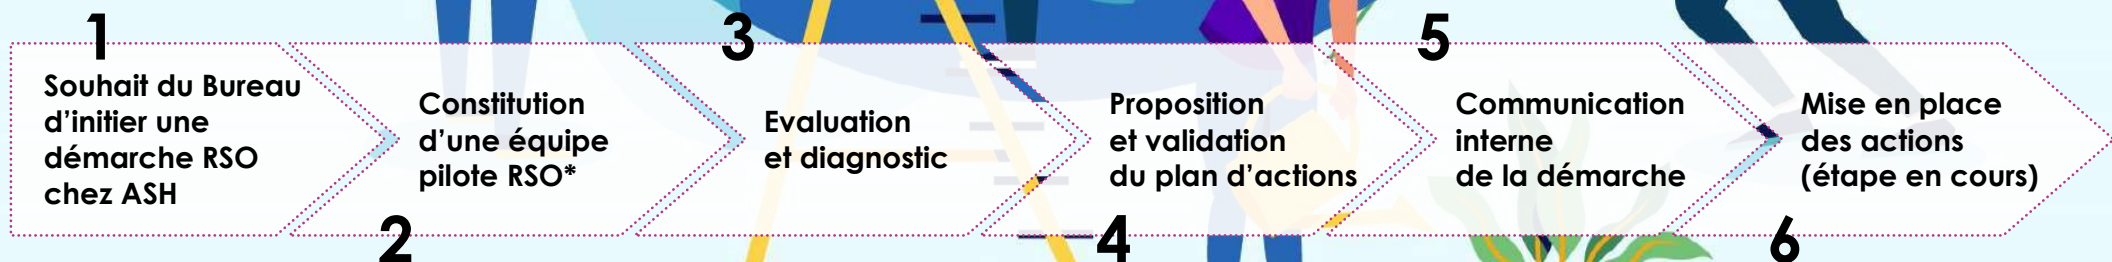 1
Souhait du Bureau
d'initier une
démarche RSO
chez ASH
2
Constitution
d'une équipe
pilote RSO*
3
Evaluation
et diagnostic
4
Proposition
et validation
du plan d'actions
5
Communication
interne
de la démarche
6
Mise en place
des actions
(étape en cours)